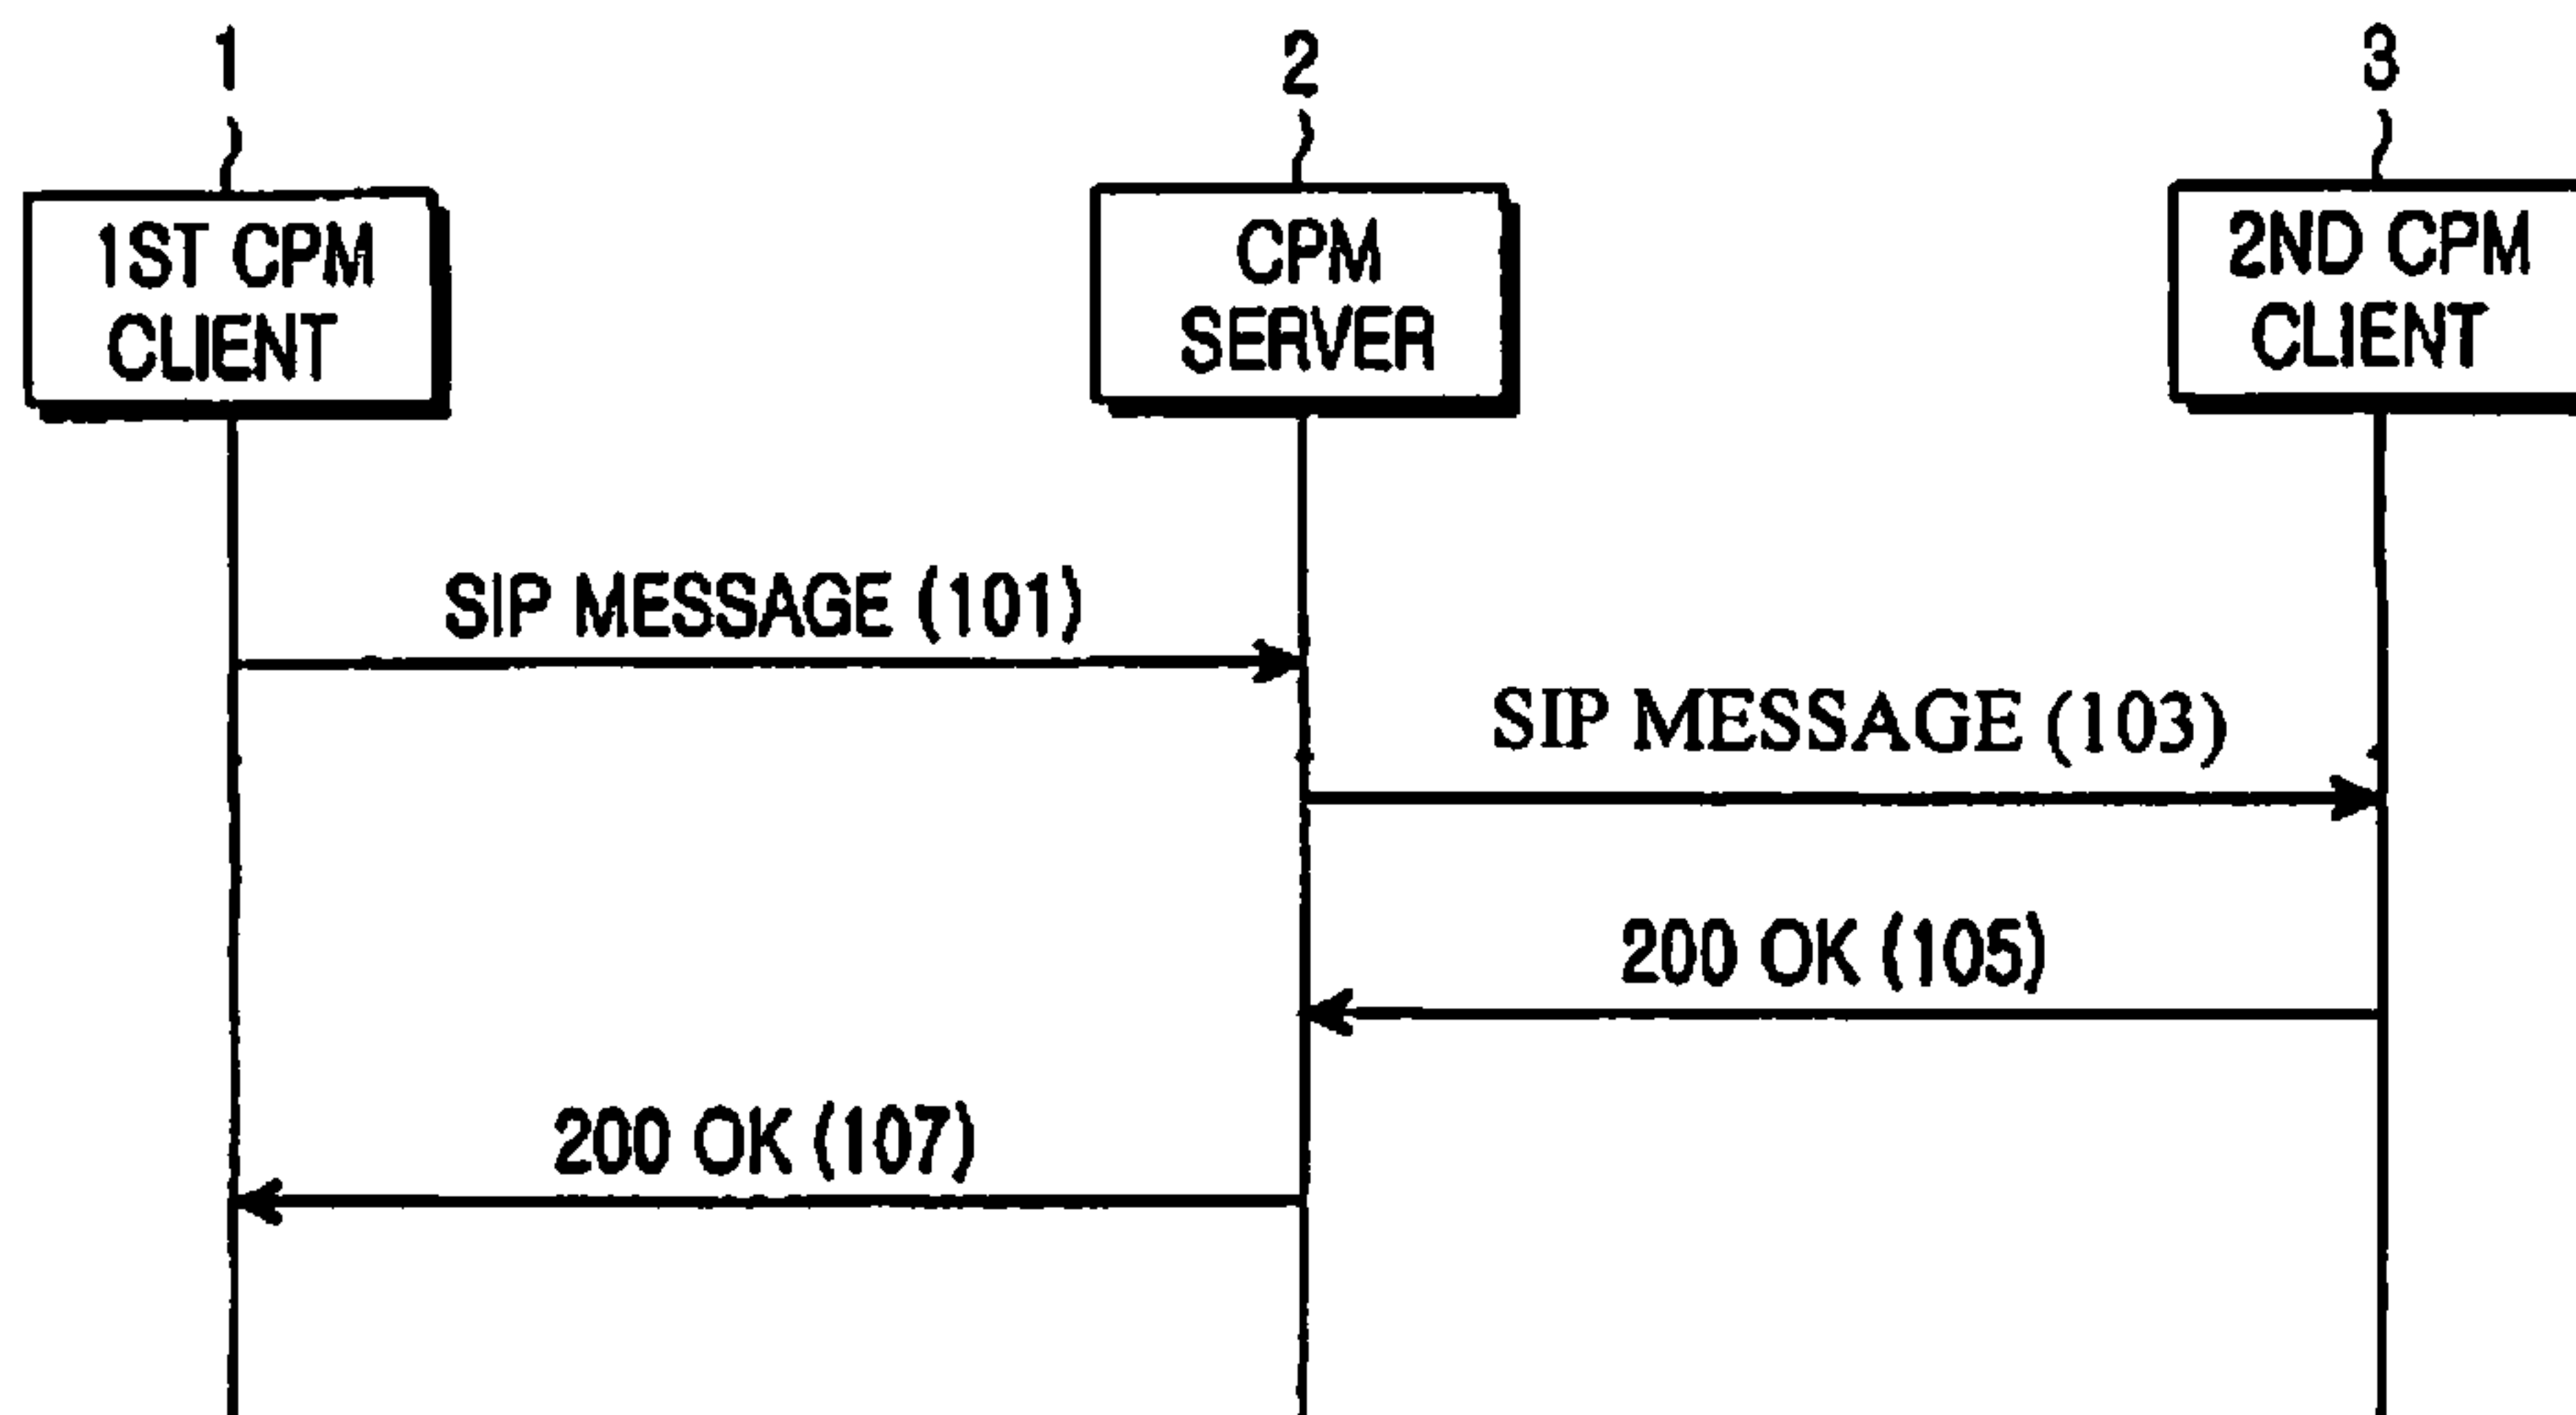 1
2
3
1ST CPM
CLIENT
CPM
SERVER
2ND CPM
CLIENT
SIP MESSAGE (101)
SIP MESSAGE (103)
200 OK (105)
200 OK (107)